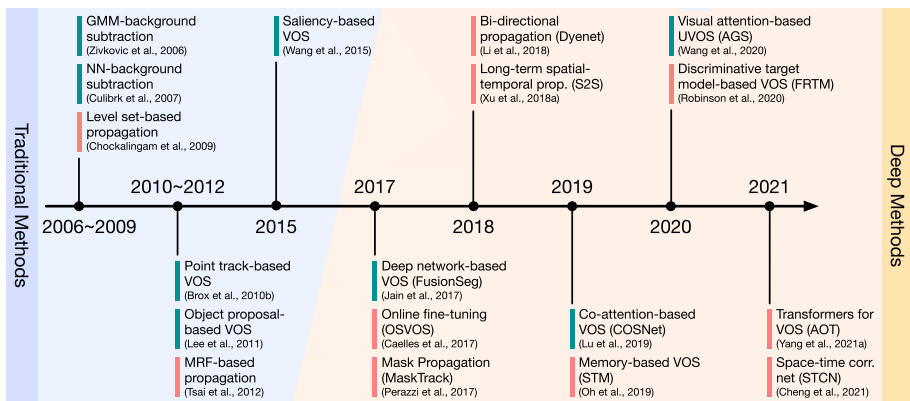 Traditional Methods
GMM-background
subtraction
(Zivkovic et al., 2006)
NN-background
subtraction
(Culibrk et al., 2007)
Level set-based
propagation
(Chockalingam et al., 2009)
Saliency-based
VOS
(Wang et al., 2015)
Bi-directional
propagation (Dyenet)
(Li et al., 2018)
Long-term spatial-
temporal prop. (S2S)
(Xu et al., 2018a)
Visual attention-based
UVOS (AGS)
(Wang et al., 2020)
Discriminative target
model-based VOS (FRTM)
(Robinson et al., 2020)
2006~2009
2010~2012
2015
2017
2018
2019
2020
2021
Point track-based
VOS
(Brox et al., 2010b)
Object proposal-
based VOS
(Lee et al., 2011)
MRF-based
propagation
(Tsai et al., 2012)
Deep network-based
VOS (FusionSeg)
(Jain et al., 2017)
Online fine-tuning
(OSVOS)
(Caelles et al., 2017)
Mask Propagation
(MaskTrack)
(Perazzi et al., 2017)
Co-attention-based
VOS (COSNet)
(Lu et al., 2019)
Memory-based VOS
(STM)
(Oh et al., 2019)
Transformers for
VOS (AOT)
(Yang et al., 2021a)
Space-time corr.
net (STCN)
(Cheng et al., 2021)
Deep Methods